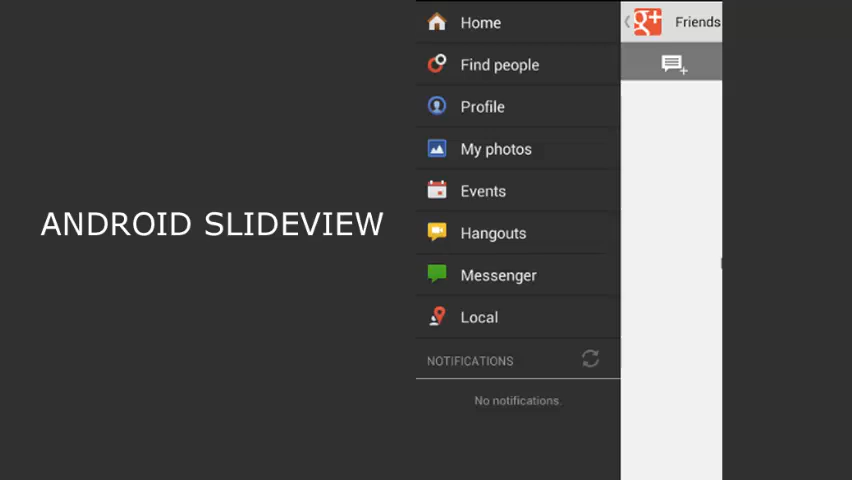 ANDROID SLIDEVIEW
Home
Find people
Profile
My photos
Events
Hangouts
Messenger
Local
NOTIFICATIONS
No notifications.
g+ Friends